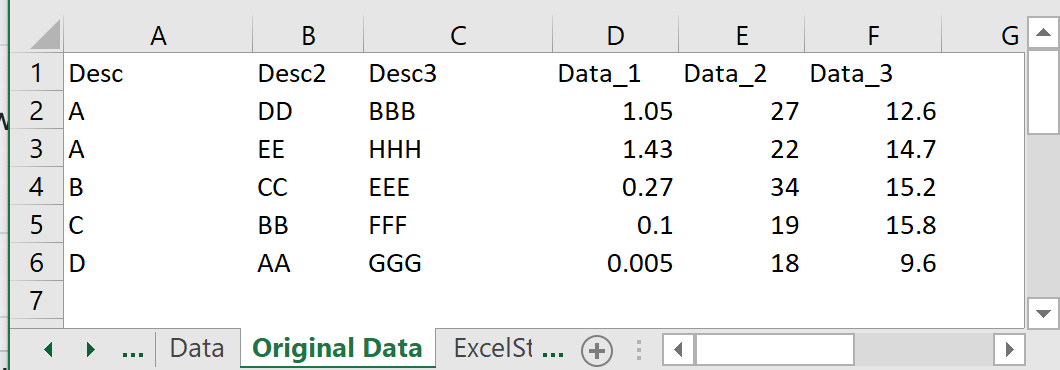 A B C D E F G
1 Desc Desc2 Desc3 Data_1 Data_2 Data_3
2 A DD BBB 1.05 27 12.6
3 A EE HHH 1.43 22 14.7
4 B CC EEE 0.27 34 15.2
5 C BB FFF 0.1 19 15.8
6 D AA GGG 0.005 18 9.6
7
... Data Original Data ExcelSt ...